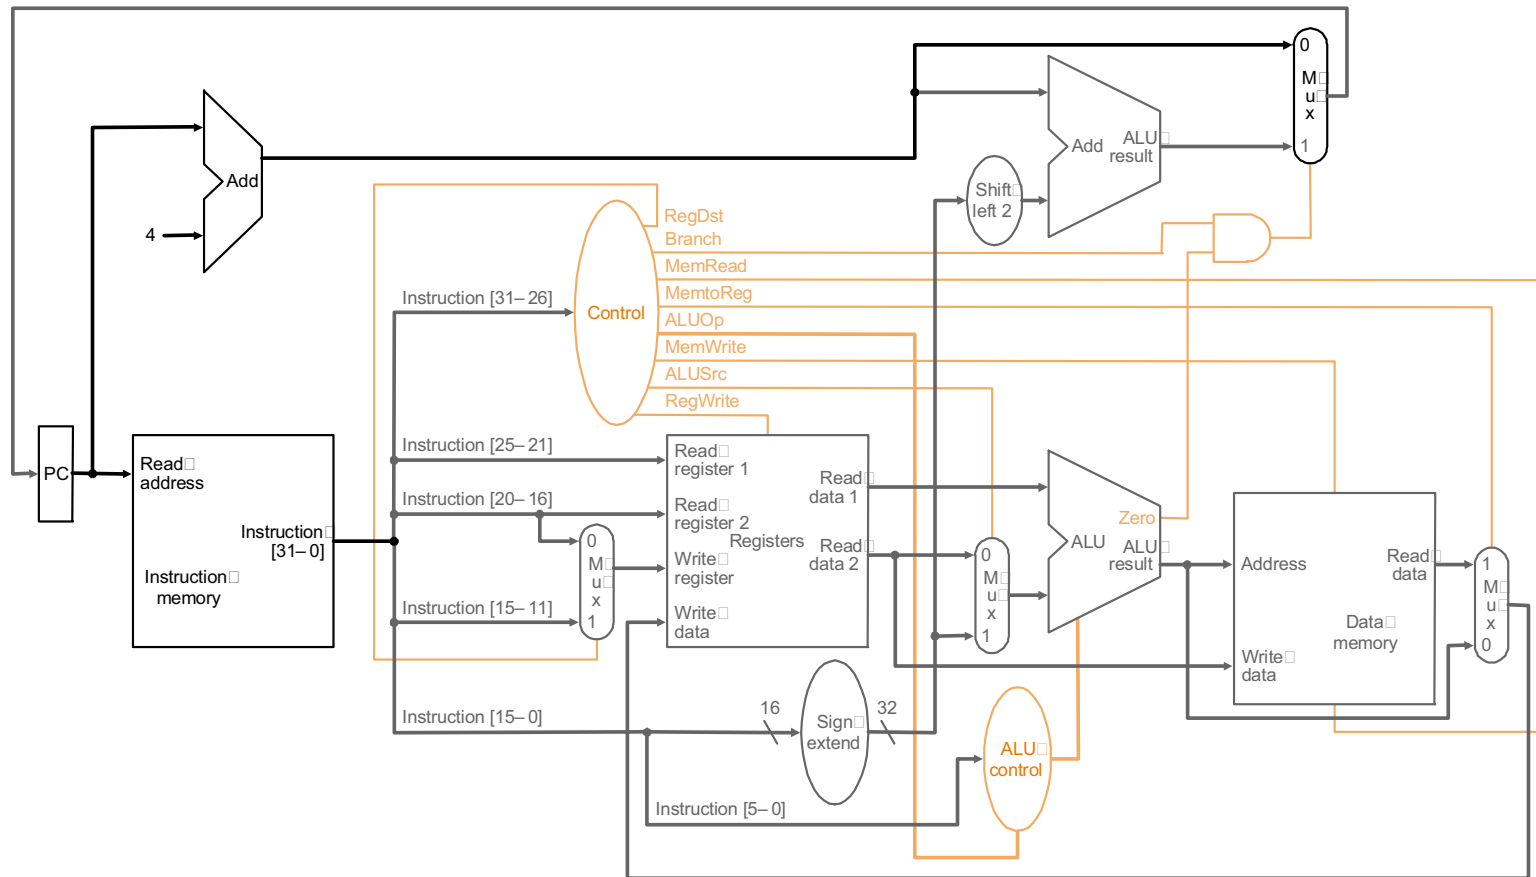 0
M
u
x
1
Add
ALU
result
Shift
left 2
Add
4
RegDst
Branch
MemRead
MemtoReg
ALUOp
MemWrite
ALUSrc
RegWrite
Control
Instruction [31–26]
Instruction [25–21]
Instruction [20–16]
Instruction [15–11]
Instruction [15–0]
Instruction [5–0]
PC
Read
address
Instruction
[31–0]
Instruction
memory
0
M
u
x
1
Read
register 1
Read
register 2
Write
register
Write
data
Registers
Read
data 1
Read
data 2
0
M
u
x
1
Zero
ALU
ALU
result
Address
Write
data
Read
data
Data
memory
1
M
u
x
0
16
Sign
extend
32
ALU
control